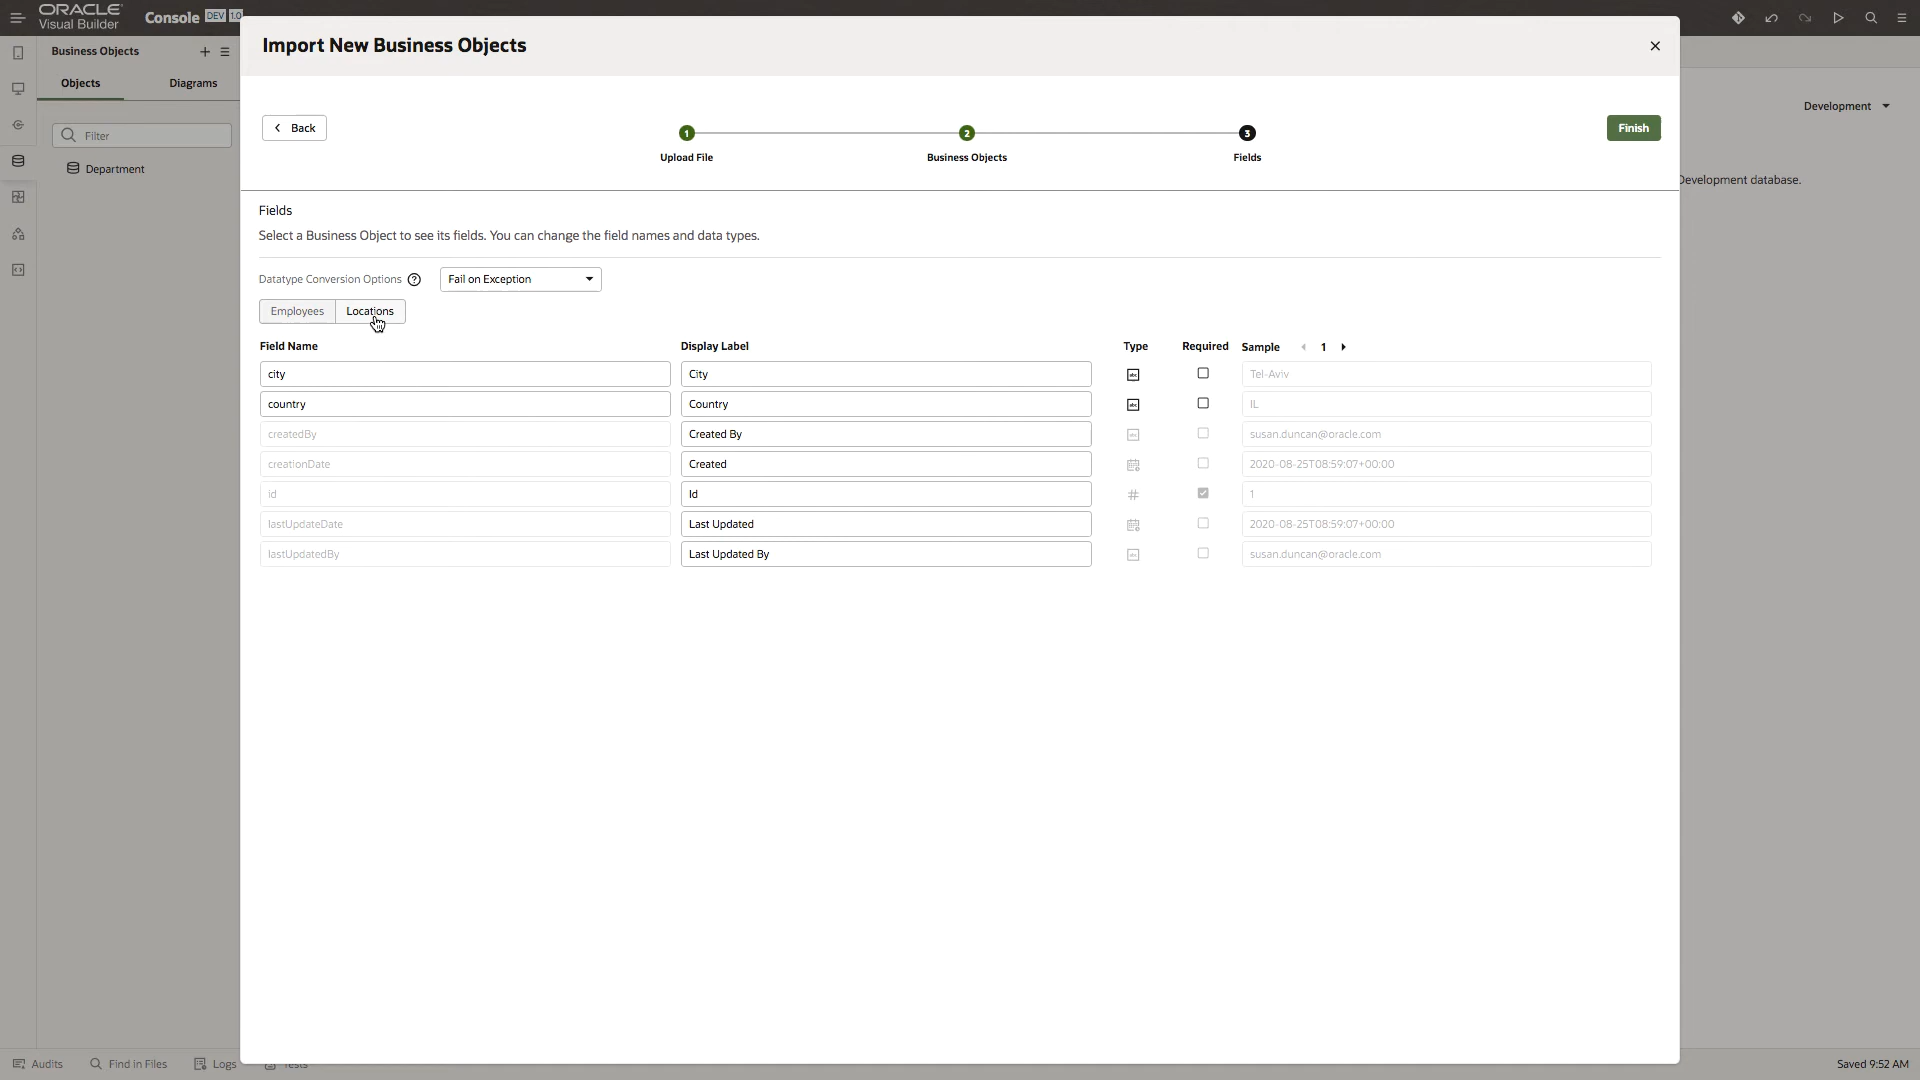 ORACLE
Visual Builder
Console DEV 1.0
Import New Business Objects
Business Objects
Objects
Diagrams
Filter
Department
Back
1
2
3
Upload File
Business Objects
Fields
Finish
Development
Development database.
Fields
Select a Business Object to see its fields. You can change the field names and data types.
Datatype Conversion Options ? Fail on Exception
Employees
Locations
Field Name Display Label Type Required Sample 1
city City abc Tel-Aviv
country Country abc IL
createdBy Created By abc susan.duncan@oracle.com
creationDate Created 2020-08-25T08:59:07+00:00
id Id # 1
lastUpdateDate Last Updated 2020-08-25T08:59:07+00:00
lastUpdatedBy Last Updated By abc susan.duncan@oracle.com
Audits
Find in Files
Logs
Tests
Saved 9:52 AM